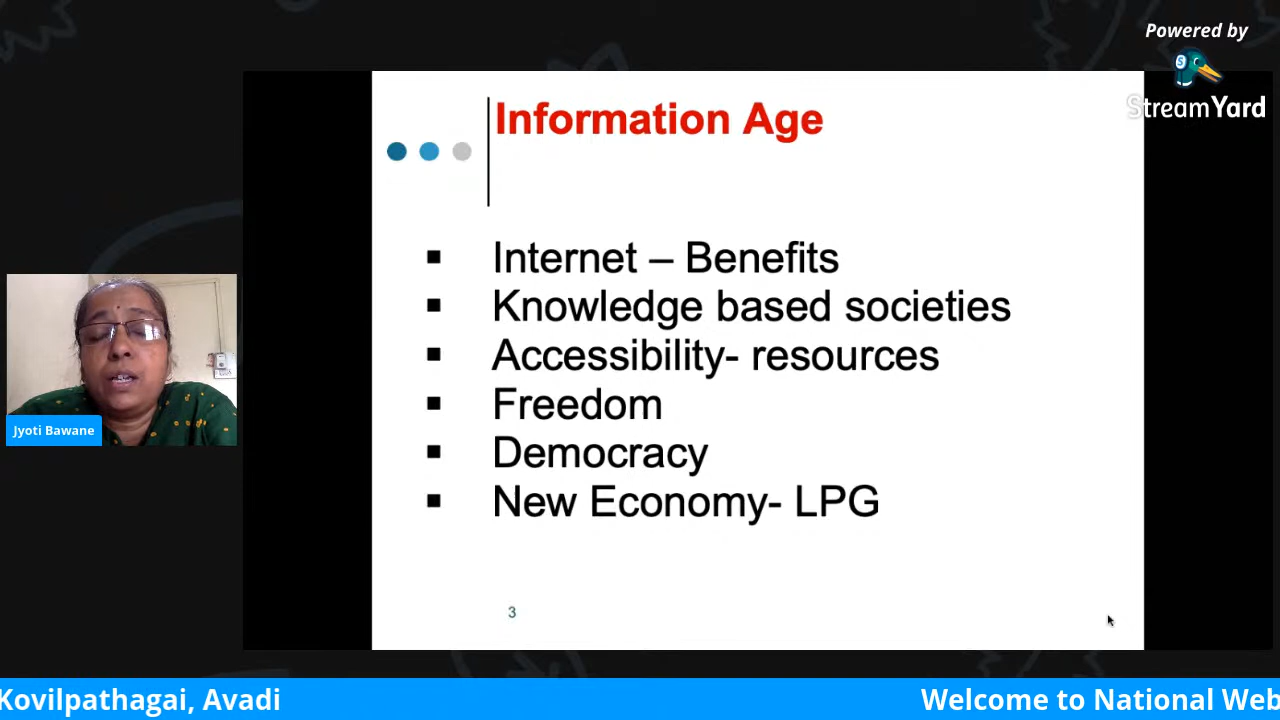 Powered by
StreamYard
Information Age
Internet – Benefits
Knowledge based societies
Accessibility- resources
Freedom
Democracy
New Economy- LPG
3
Jyoti Bawane
Kovilpathagai, Avadi
Welcome to National Web